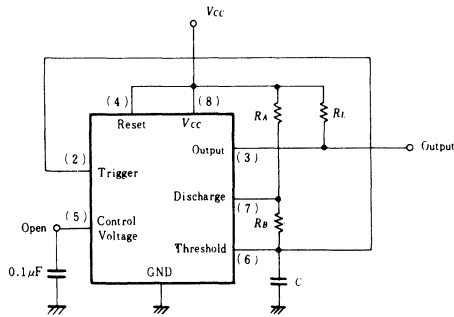 Vcc
(4) (8) RA RL
Reset Vcc
Output Output
(2) (3)
Trigger
Discharge
(5) (7)
Open Control RB
Voltage
Threshold
(6)
0.1μF GND C